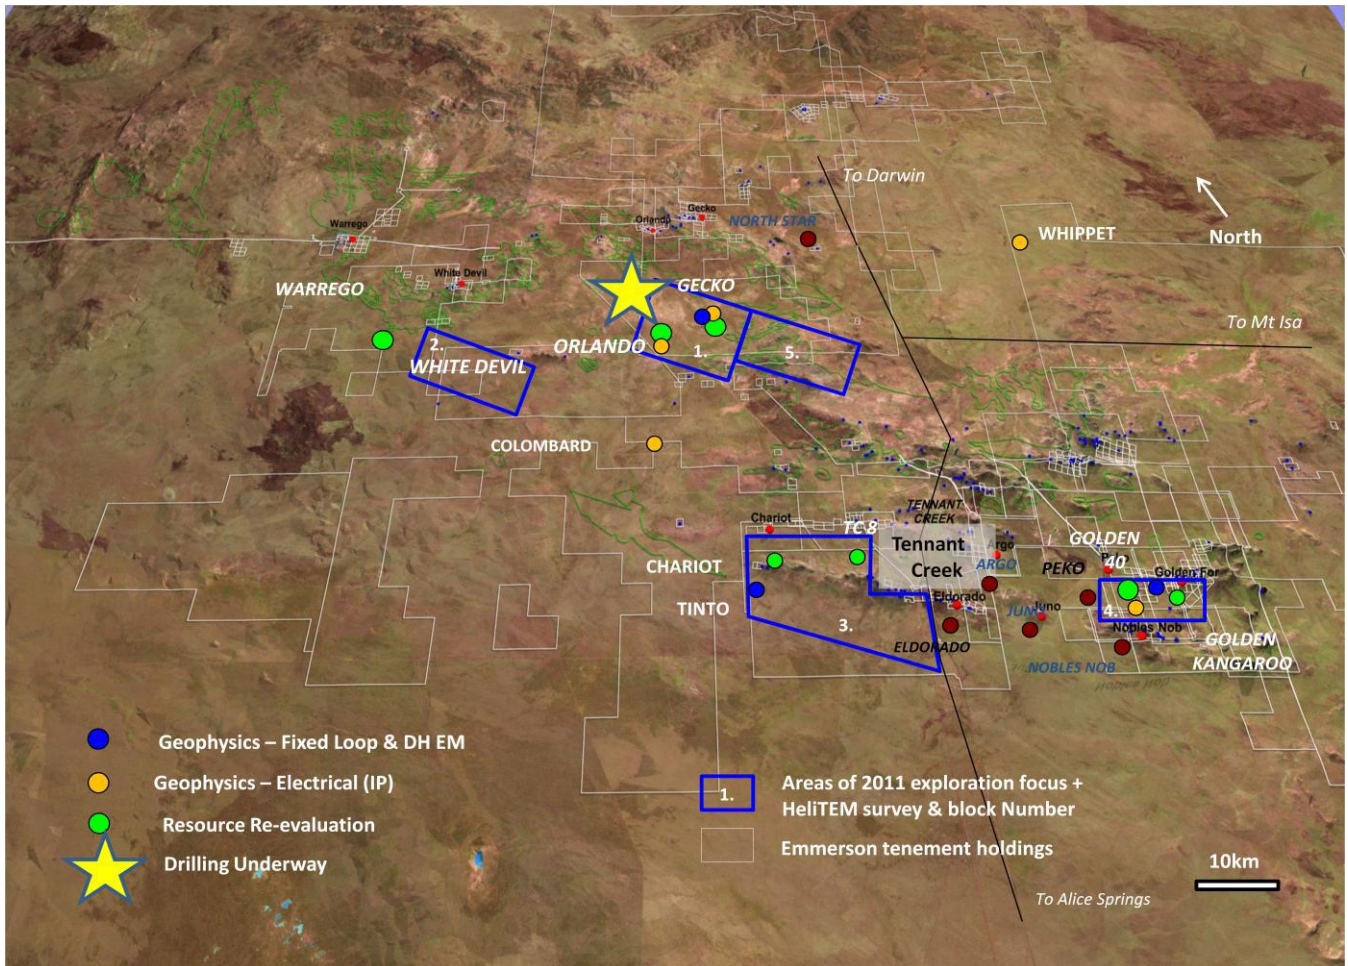 To Darwin
Gecko
Orlando
NORTH STAR
Warrego
WHIPPET
North
White Devil
WARREGO
GECKO
To Mt Isa
ORLANDO
1.
5.
2.
WHITE DEVIL
COLOMBARD
TENNANT
CREEK
Chariot
TC 8
Tennant
Creek
Argo
ARGO
GOLDEN
40
PEKO
Golden For
CHARIOT
TINTO
3.
Eldorado
ELDORADO
Juno
4.
Nobles Nob
NOBLES NOB
GOLDEN
KANGAROO
Geophysics – Fixed Loop & DH EM
Geophysics – Electrical (IP)
Resource Re-evaluation
Drilling Underway
1.
Areas of 2011 exploration focus +
HeliTEM survey & block Number
Emmerson tenement holdings
10km
To Alice Springs